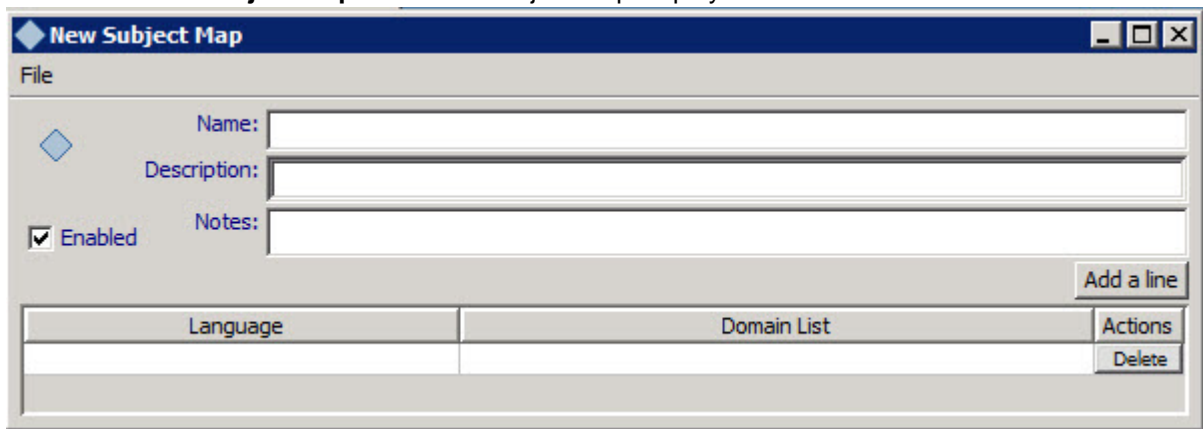 New Subject Map
File
Name:
Description:
Enabled
Notes:
Add a line
Language Domain List Actions
Delete